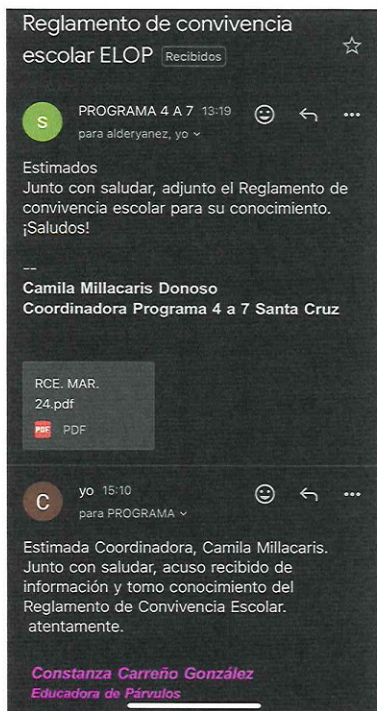 Reglamento de convivencia
escolar ELOP Recibidos
S
PROGRAMA 4 A 7 13:19
para alderyanez, yo
Estimados
Junto con saludar, adjunto el Reglamento de
convivencia escolar para su conocimiento.
¡Saludos!
--
Camila Millacaris Donoso
Coordinadora Programa 4 a 7 Santa Cruz
RCE. MAR.
24.pdf
PDF PDF
C
yo 15:10
para PROGRAMA
Estimada Coordinadora, Camila Millacaris.
Junto con saludar, acuso recibido de
información y tomo conocimiento del
Reglamento de Convivencia Escolar.
atentamente.
Constanza Carreño González
Educadora de Párvulos